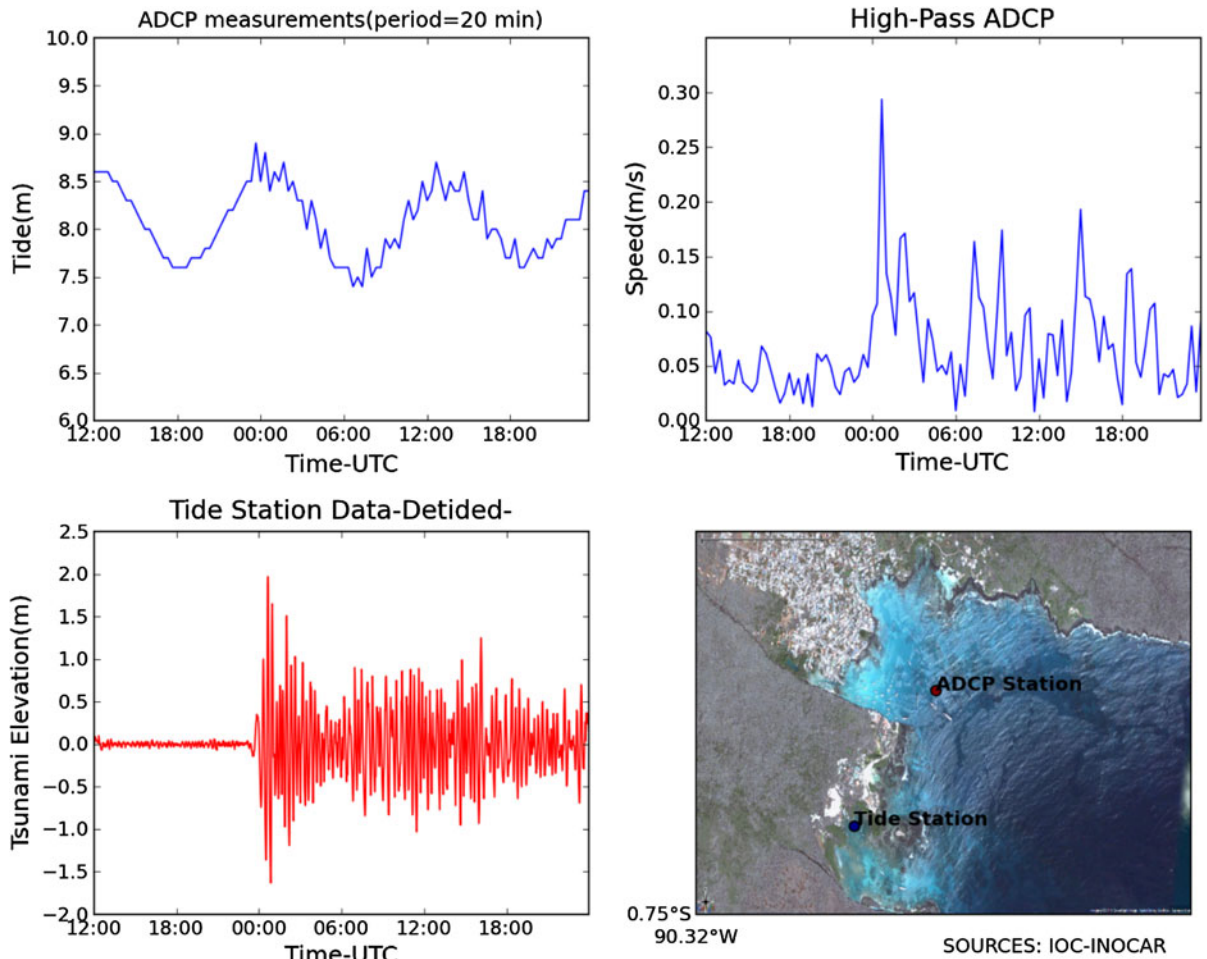 ADCP measurements(period=20 min)
10.0
9.5
9.0
8.5
8.0
7.5
7.0
6.5
6.0
Tide(m)
12:00 18:00 00:00 06:00 12:00 18:00
Time-UTC
High-Pass ADCP
0.30
0.25
0.20
0.15
0.10
0.05
0.00
Speed(m/s)
12:00 18:00 00:00 06:00 12:00 18:00
Time-UTC
Tide Station Data-Detided-
2.5
2.0
1.5
1.0
0.5
0.0
−0.5
−1.0
−1.5
−2.0
Tsunami Elevation(m)
12:00 18:00 00:00 06:00 12:00 18:00
Time-UTC
ADCP Station
Tide Station
0.75°S
90.32°W
SOURCES: IOC-INOCAR